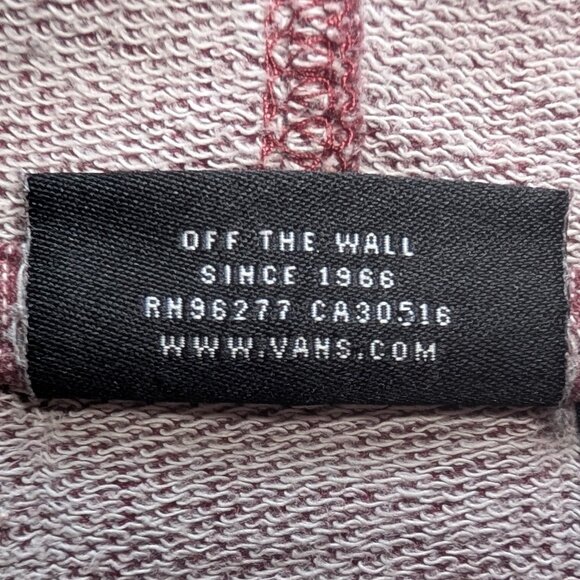 OFF THE WALL
SINCE 1966
RN96277 CA30516
WWW.VANS.COM